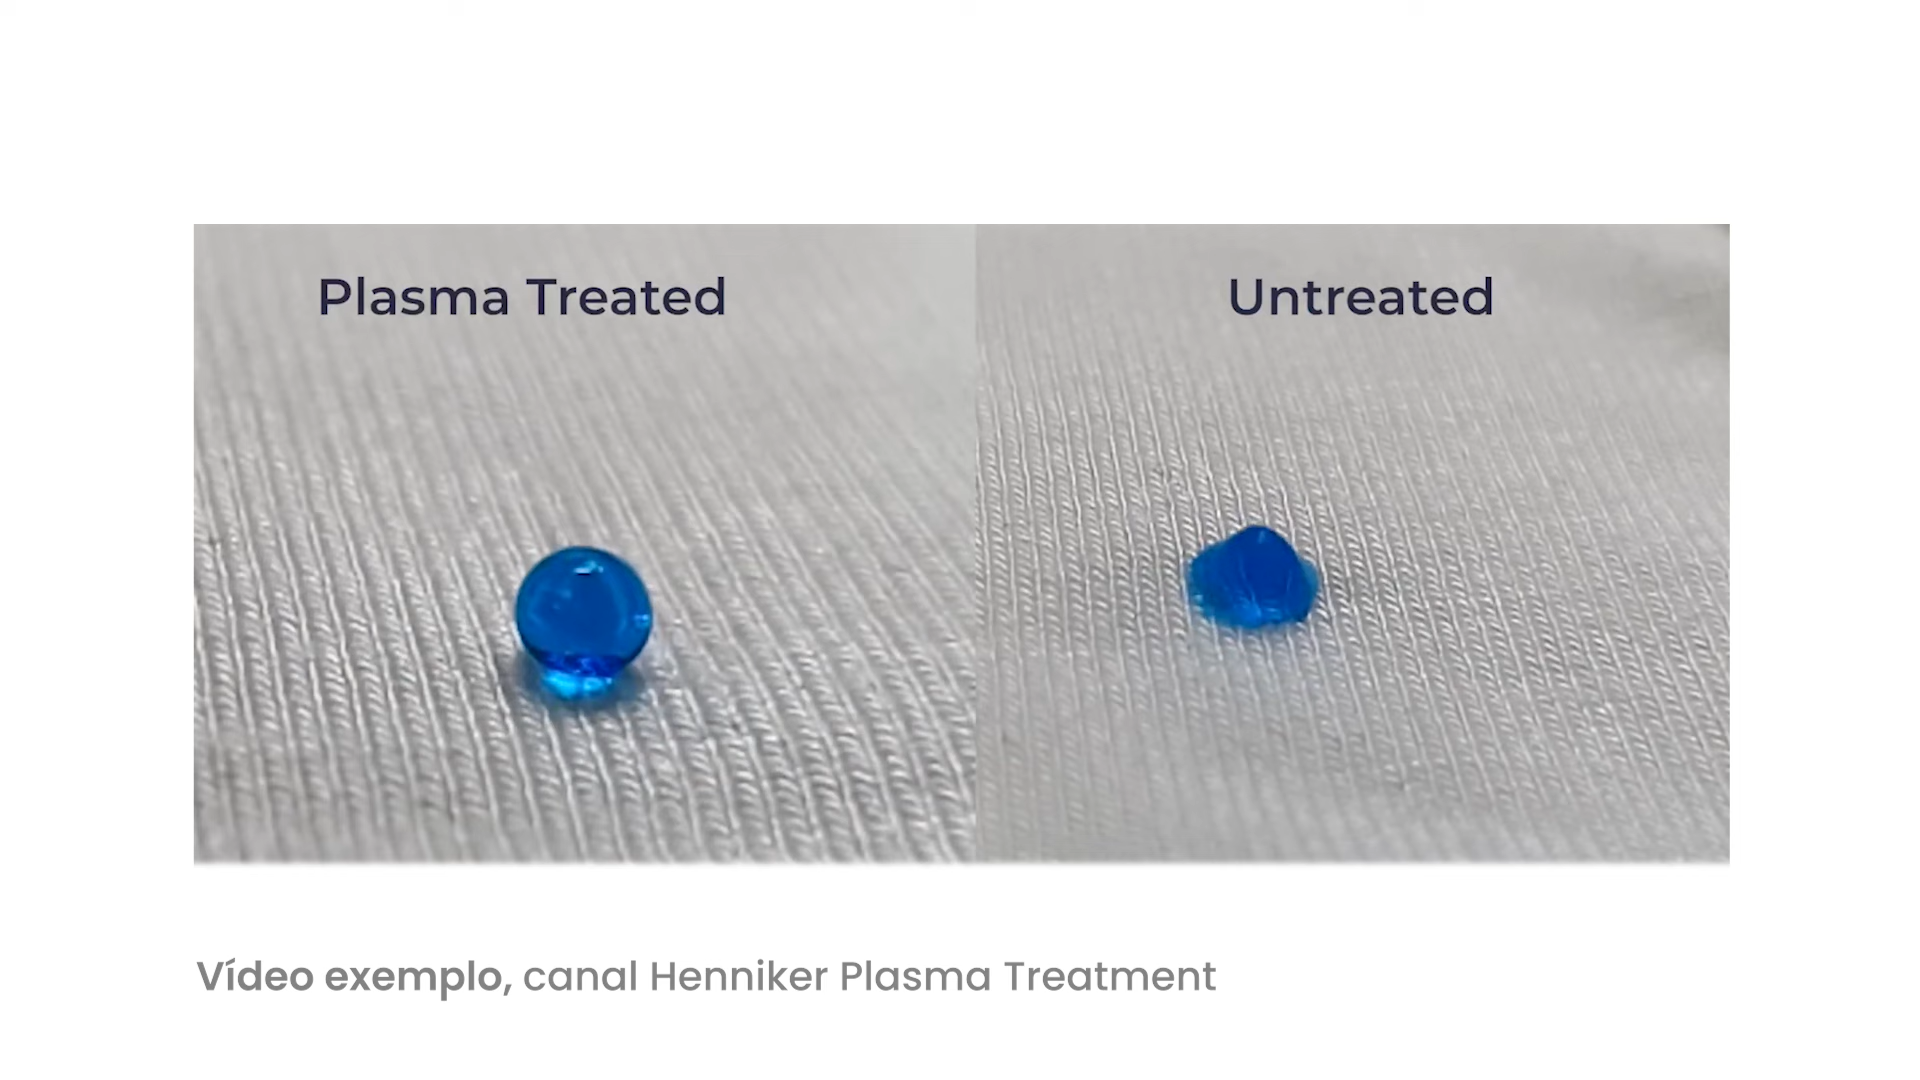 Plasma Treated
Untreated
Vídeo exemplo, canal Henniker Plasma Treatment